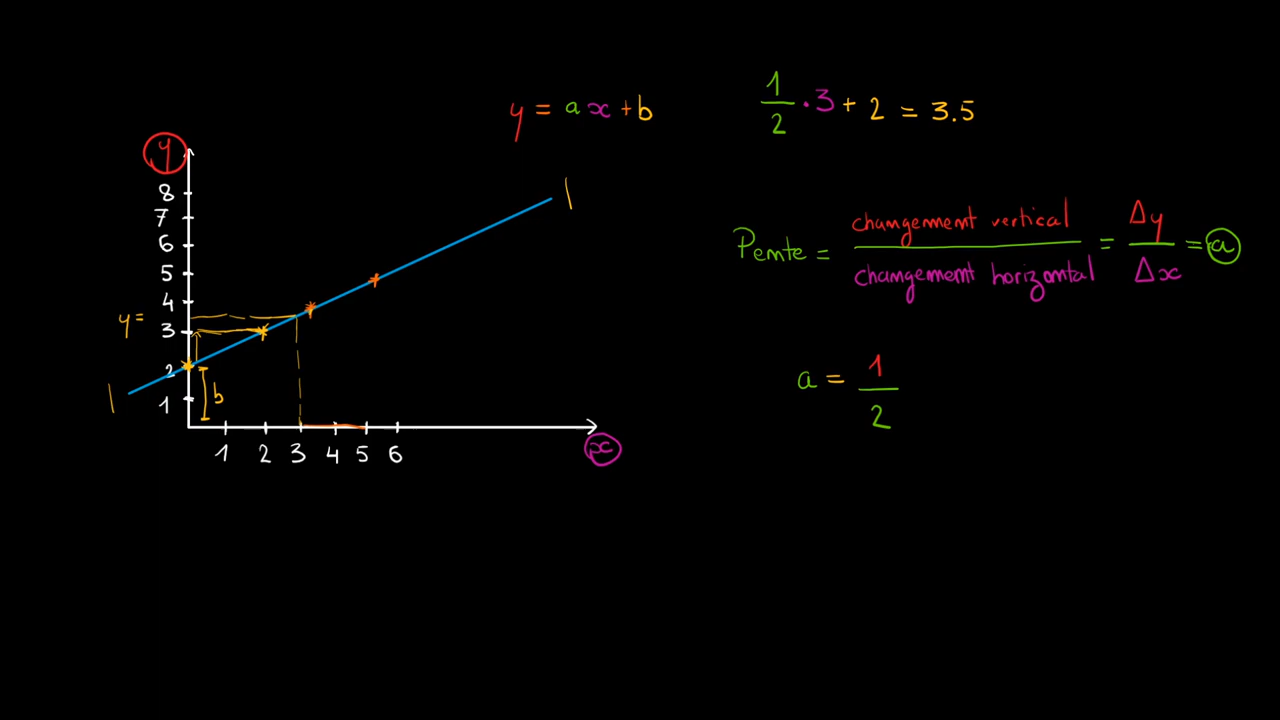 y = ax + b
1/2 · 3 + 2 = 3.5
y
8
7
6
5
4
y =
3
2
1
b
1 2 3 4 5 6
x
Pente = changement vertical / changement horizontal = Δy / Δx = a
a = 1/2